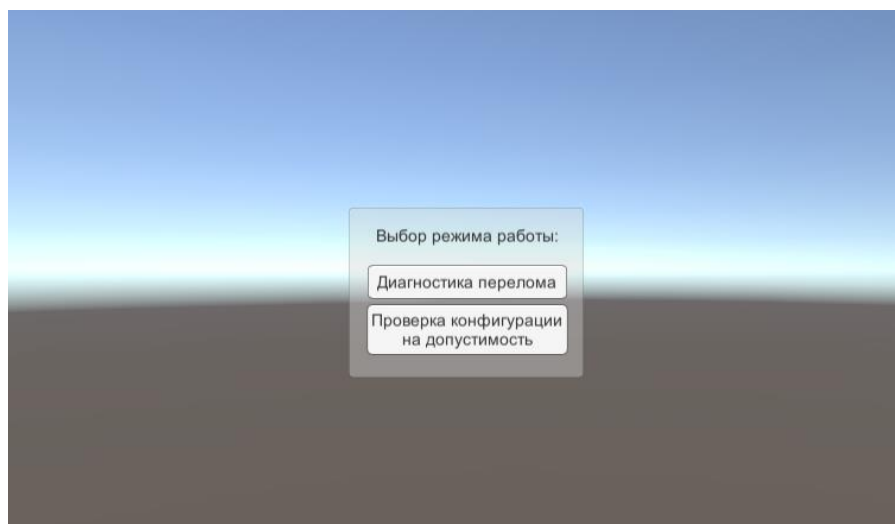 Выбор режима работы:
Диагностика перелома
Проверка конфигурации
на допустимость